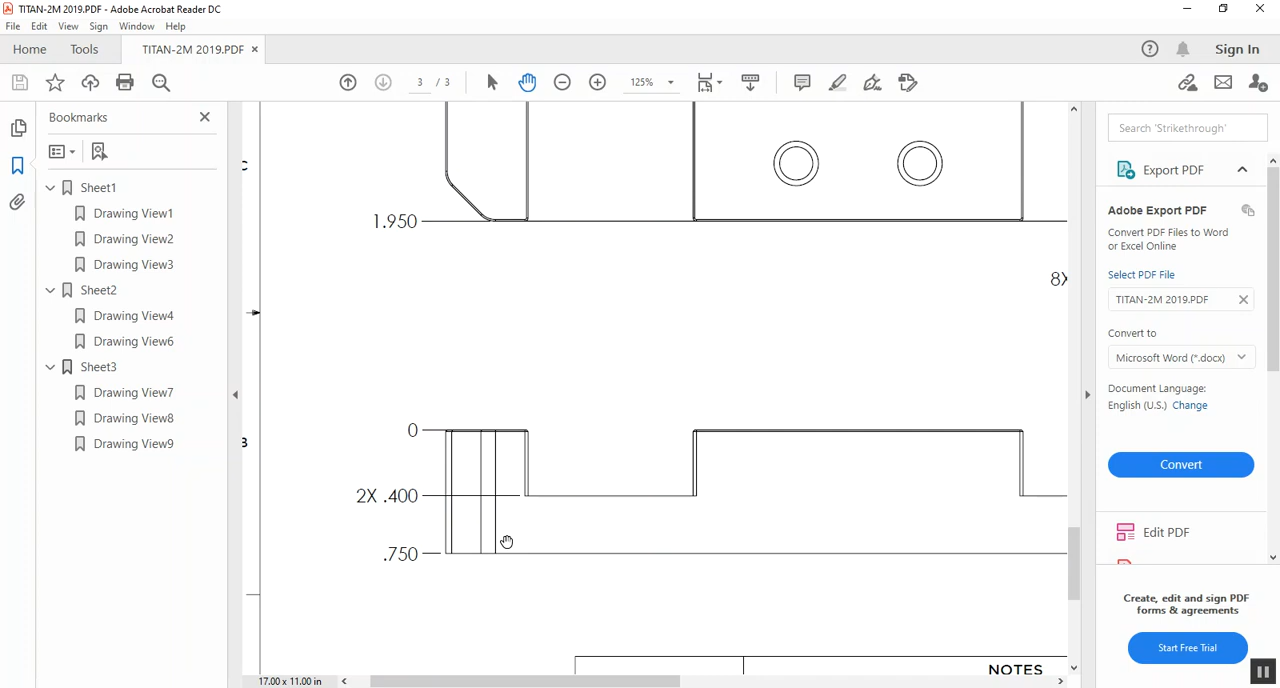 TITAN-2M 2019.PDF - Adobe Acrobat Reader DC
File Edit View Sign Window Help
Home Tools TITAN-2M 2019.PDF × ? Sign In
3 / 3 125%
Bookmarks
Sheet1
Drawing View1
Drawing View2
Drawing View3
Sheet2
Drawing View4
Drawing View6
Sheet3
Drawing View7
Drawing View8
Drawing View9
C
1.950
8X
B
0
2X .400
.750
NOTES
17.00 x 11.00 in
Search 'Strikethrough'
Export PDF
Adobe Export PDF
Convert PDF Files to Word
or Excel Online
Select PDF File
TITAN-2M 2019.PDF
Convert to
Microsoft Word (*.docx)
Document Language:
English (U.S.) Change
Convert
Edit PDF
Create, edit and sign PDF
forms & agreements
Start Free Trial